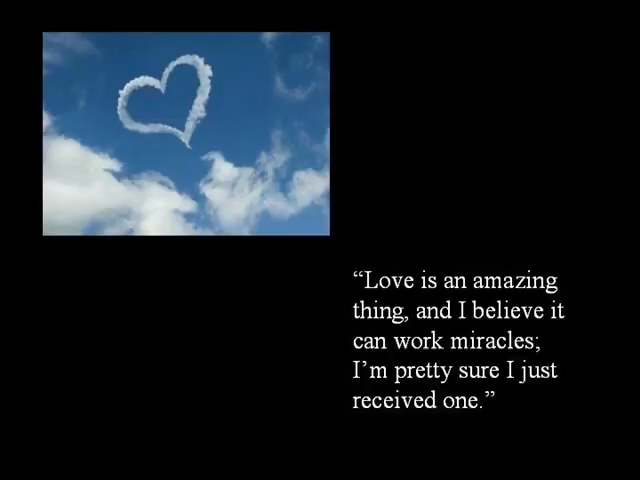 “Love is an amazing
thing, and I believe it
can work miracles;
I’m pretty sure I just
received one.”